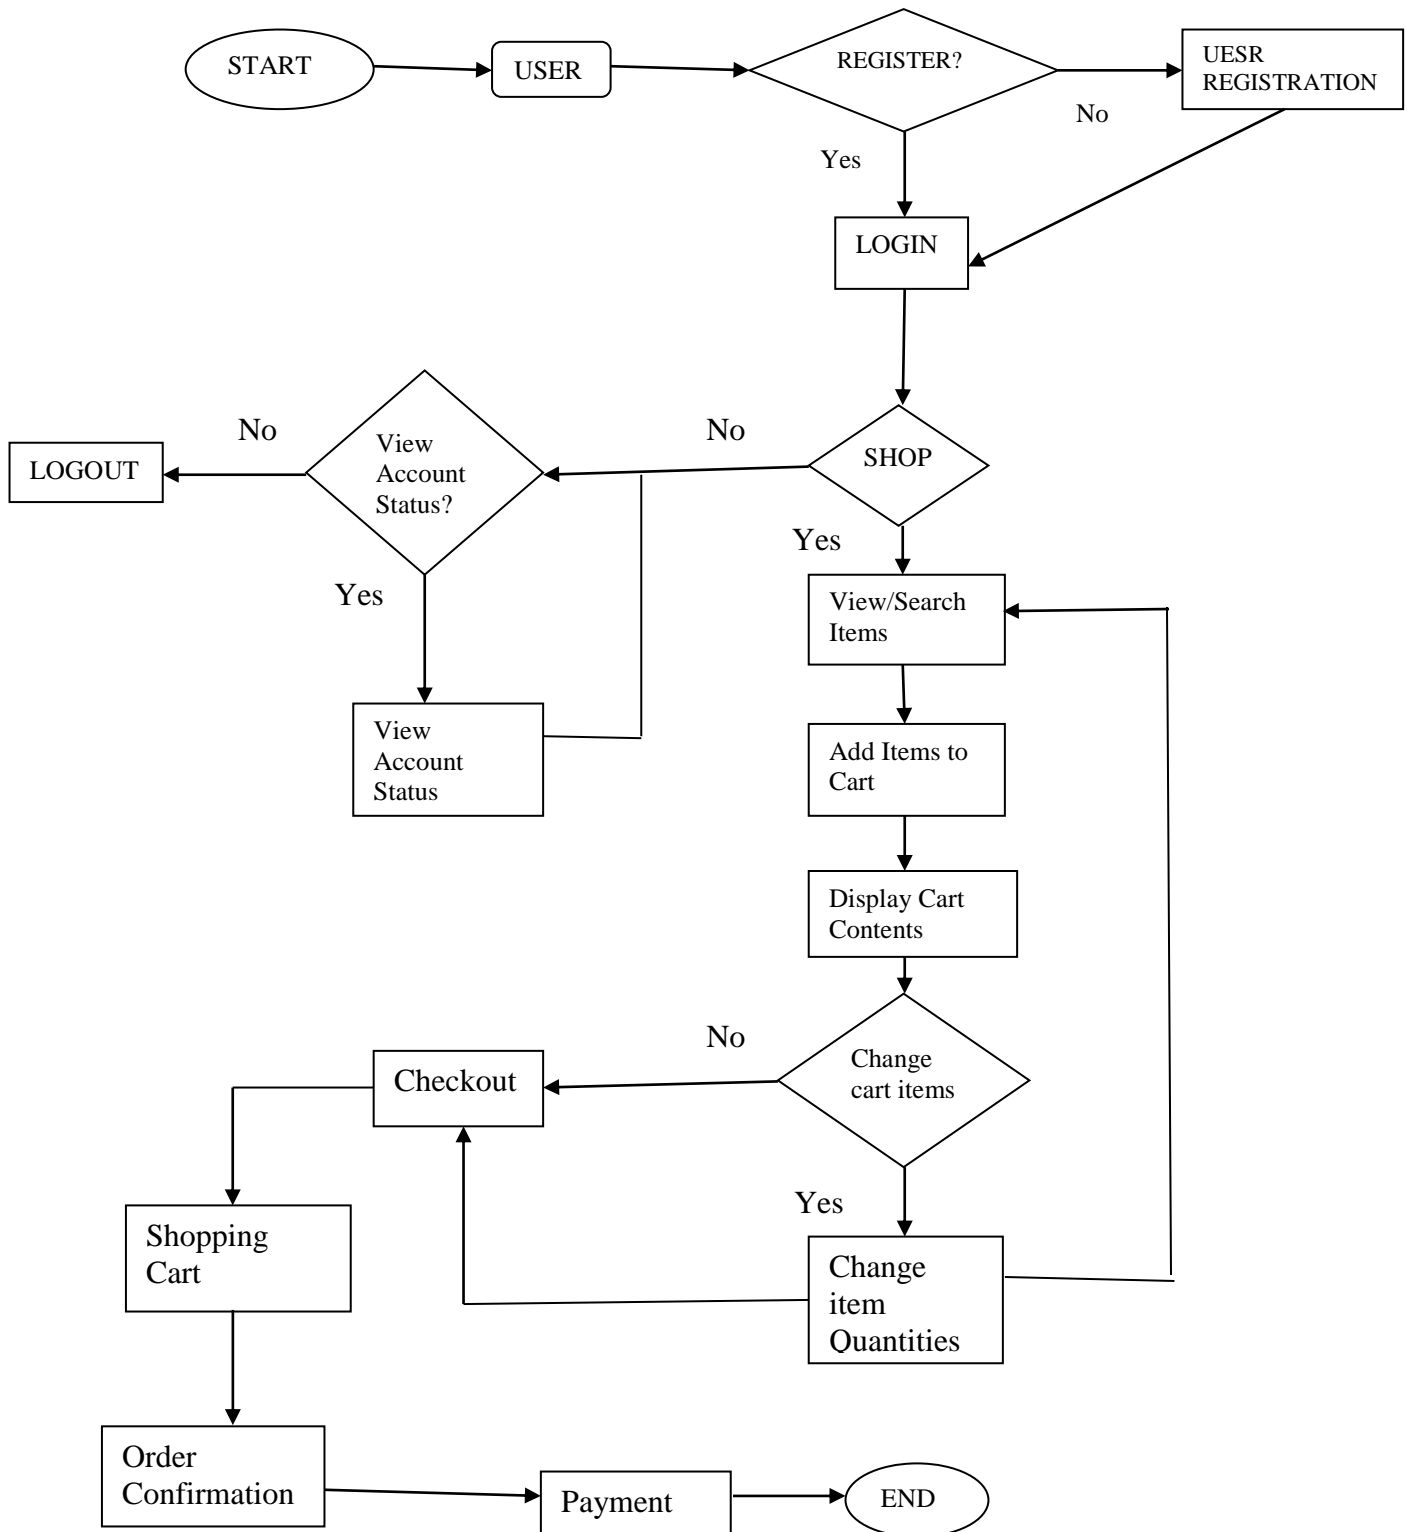 START
USER
REGISTER?
UESR
REGISTRATION
No
Yes
LOGIN
No
View
Account
Status?
No
SHOP
LOGOUT
Yes
Yes
View/Search
Items
View
Account
Status
Add Items to
Cart
Display Cart
Contents
No
Change
cart items
Checkout
Yes
Shopping
Cart
Change
item
Quantities
Order
Confirmation
Payment
END